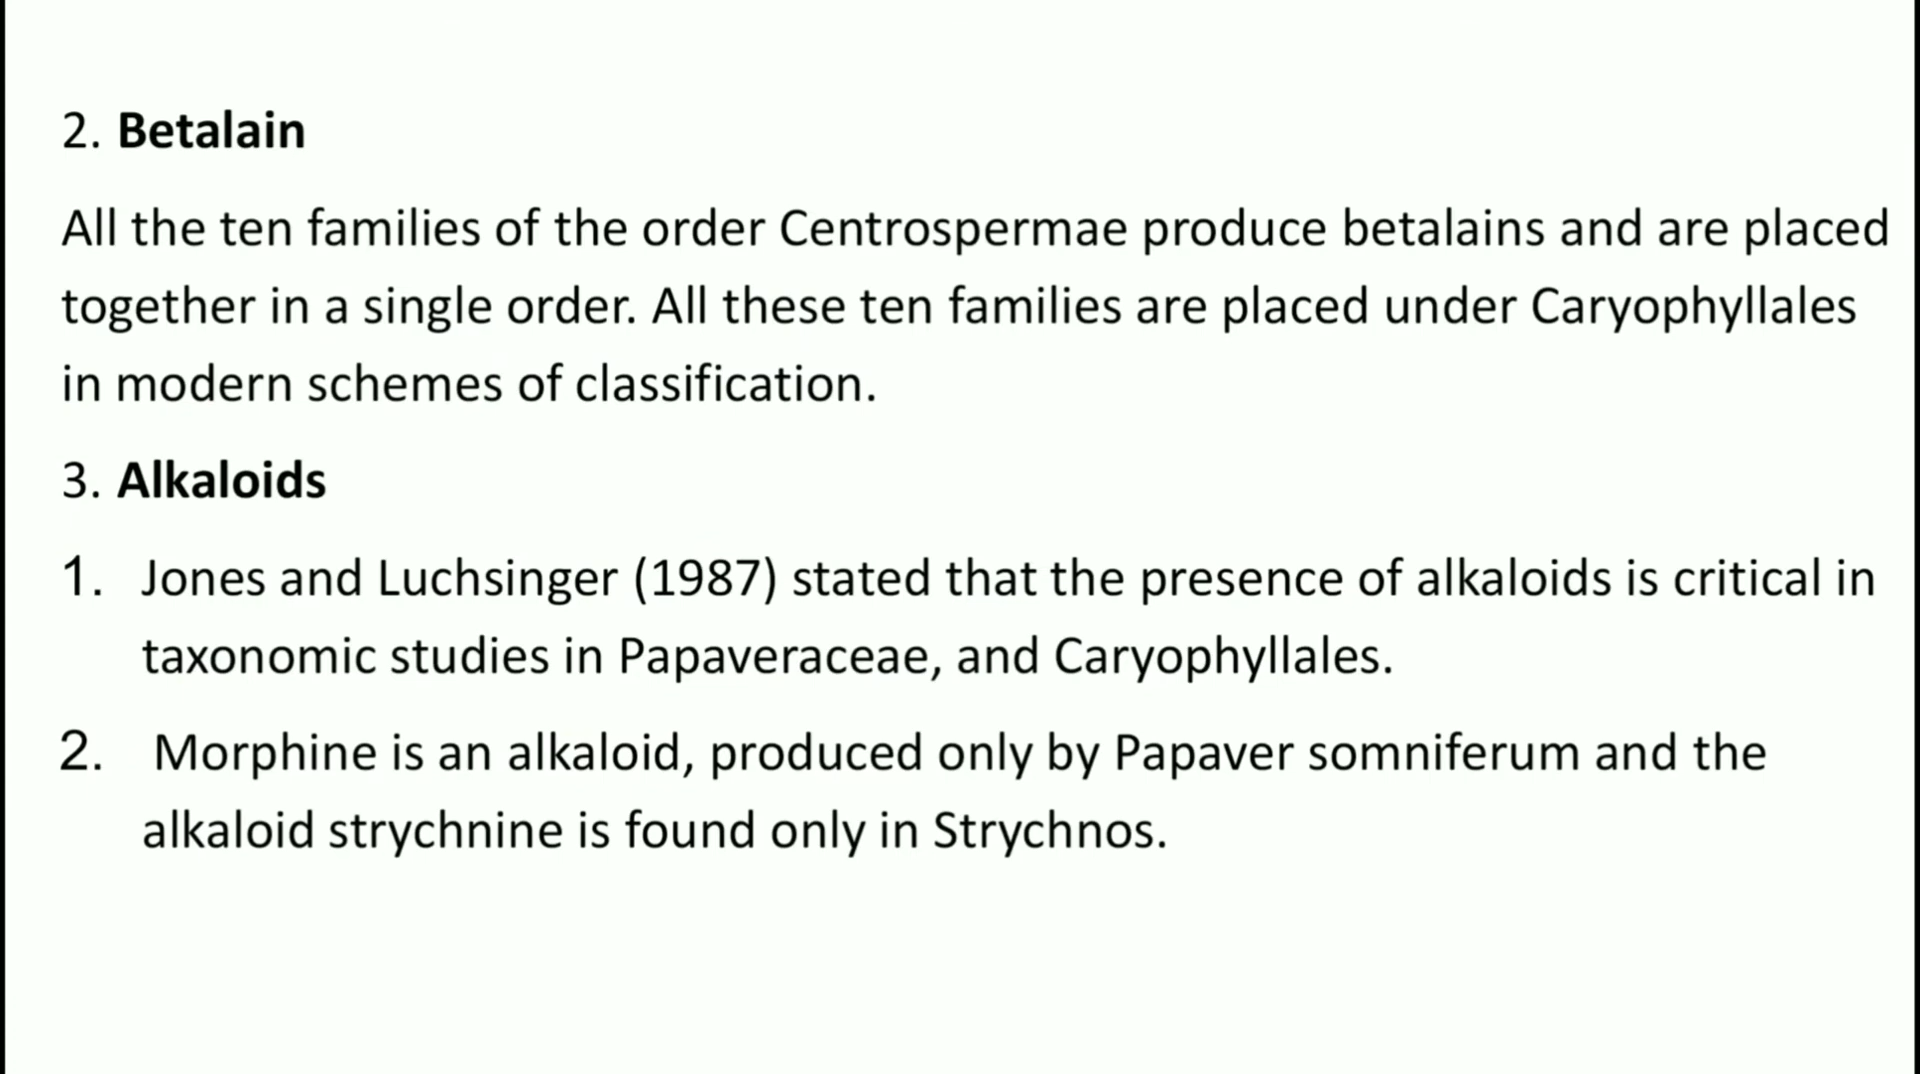 2. Betalain
All the ten families of the order Centrospermae produce betalains and are placed
together in a single order. All these ten families are placed under Caryophyllales
in modern schemes of classification.
3. Alkaloids
1. Jones and Luchsinger (1987) stated that the presence of alkaloids is critical in
taxonomic studies in Papaveraceae, and Caryophyllales.
2. Morphine is an alkaloid, produced only by Papaver somniferum and the
alkaloid strychnine is found only in Strychnos.